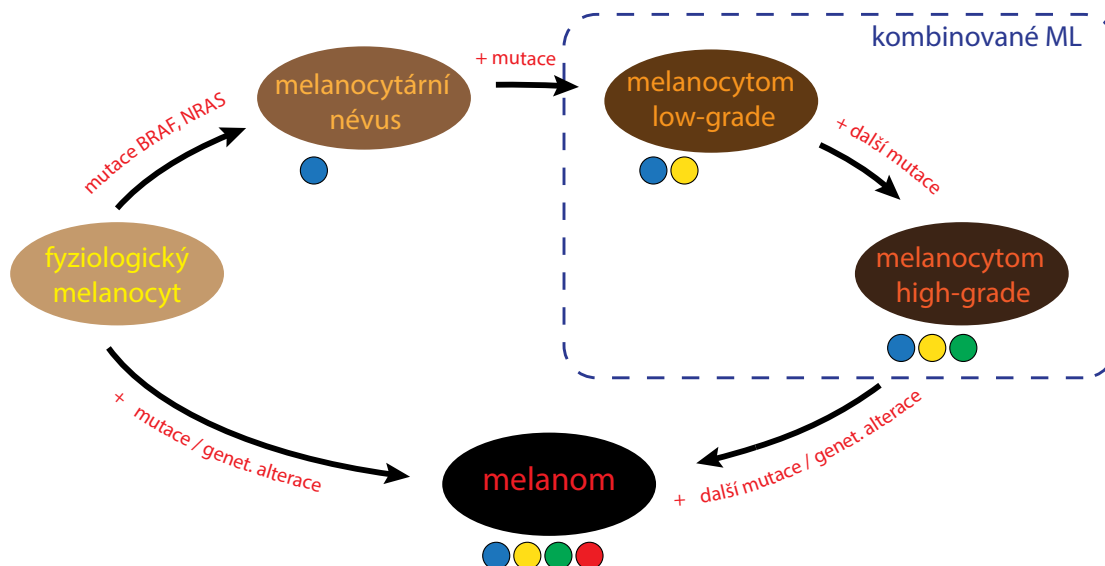 kombinované ML
melanocytární
névus
+ mutace
melanocytom
low-grade
mutace BRAF, NRAS
+ další mutace
fyziologický
melanocyt
melanocytom
high-grade
+ mutace / genet. alterace
melanom
+ další mutace / genet. alterace